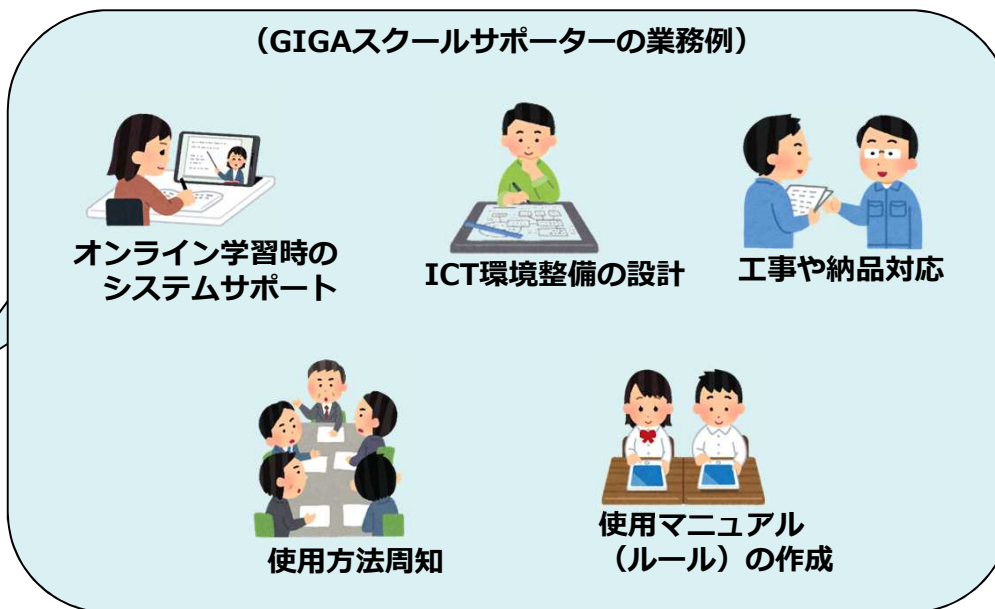 （GIGAスクールサポーターの業務例）
オンライン学習時の
システムサポート
ICT環境整備の設計
工事や納品対応
使用方法周知
使用マニュアル
（ルール）の作成